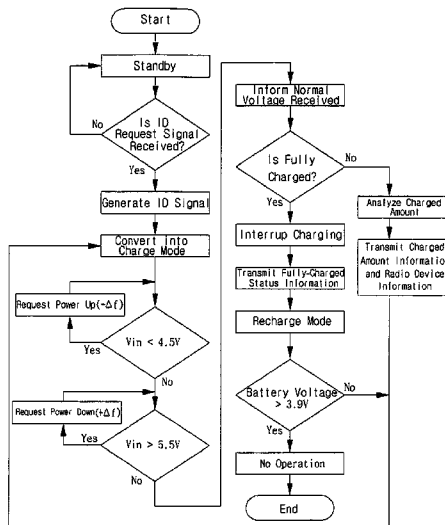 Start
Standby
Is ID
Request Signal
Received?
No
Yes
Generate ID Signal
Convert into
Charge Mode
Request Power Up(-Δf)
Vin < 4.5V
Yes
No
Request Power Down(+Δf)
Vin > 5.5V
Yes
No
Inform Normal
Voltage Received
Is Fully
Charged?
No
Yes
Analyze Charged
Amount
Interrup Charging
Transmit Charged
Amount Information
and Radio Device
Information
Transmit Fully-Charged
Status Information
Recharge Mode
Battery Voltage
> 3.9V
No
Yes
No Operation
End